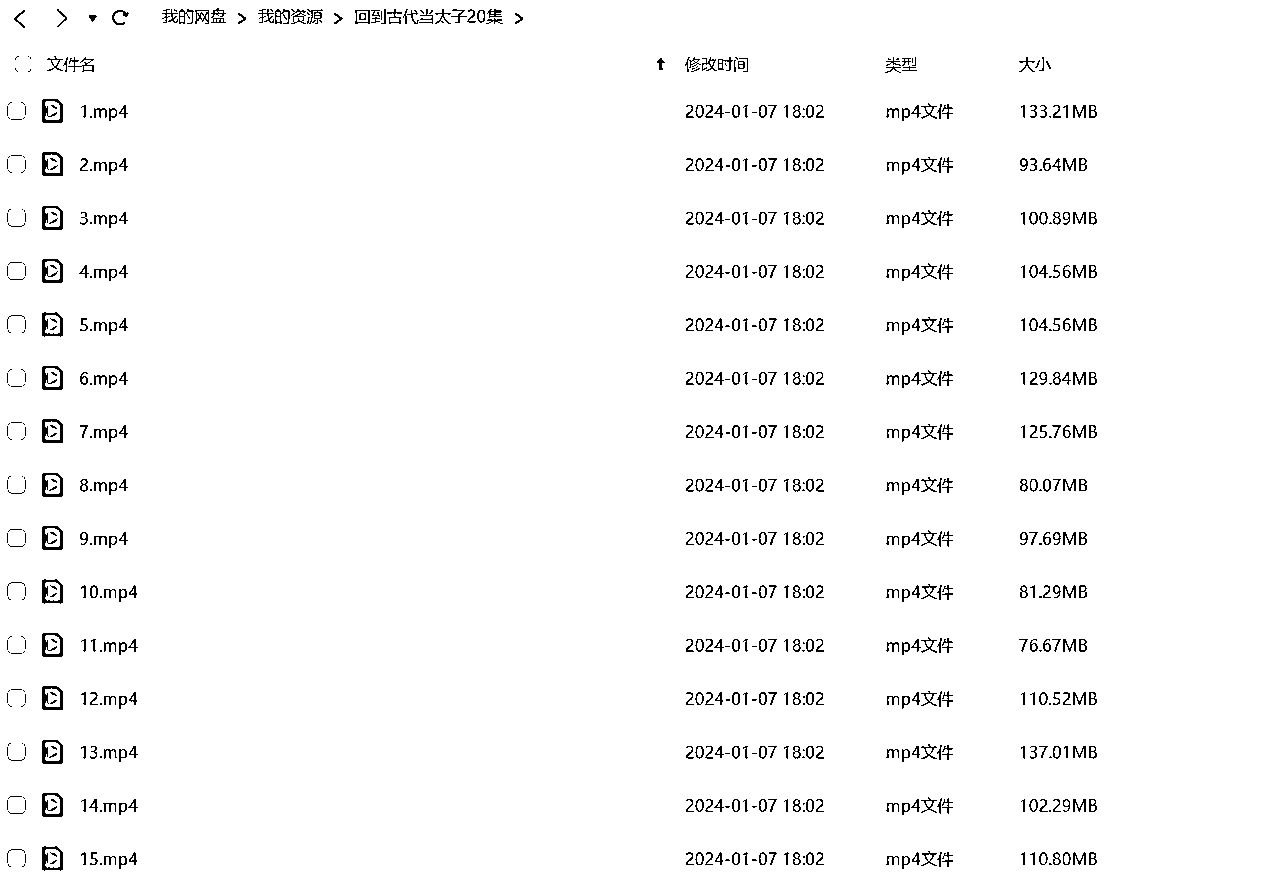 我的网盘 > 我的资源 > 回到古代当太子20集 >
文件名 修改时间 类型 大小
1.mp4 2024-01-07 18:02 mp4文件 133.21MB
2.mp4 2024-01-07 18:02 mp4文件 93.64MB
3.mp4 2024-01-07 18:02 mp4文件 100.89MB
4.mp4 2024-01-07 18:02 mp4文件 104.56MB
5.mp4 2024-01-07 18:02 mp4文件 104.56MB
6.mp4 2024-01-07 18:02 mp4文件 129.84MB
7.mp4 2024-01-07 18:02 mp4文件 125.76MB
8.mp4 2024-01-07 18:02 mp4文件 80.07MB
9.mp4 2024-01-07 18:02 mp4文件 97.69MB
10.mp4 2024-01-07 18:02 mp4文件 81.29MB
11.mp4 2024-01-07 18:02 mp4文件 76.67MB
12.mp4 2024-01-07 18:02 mp4文件 110.52MB
13.mp4 2024-01-07 18:02 mp4文件 137.01MB
14.mp4 2024-01-07 18:02 mp4文件 102.29MB
15.mp4 2024-01-07 18:02 mp4文件 110.80MB